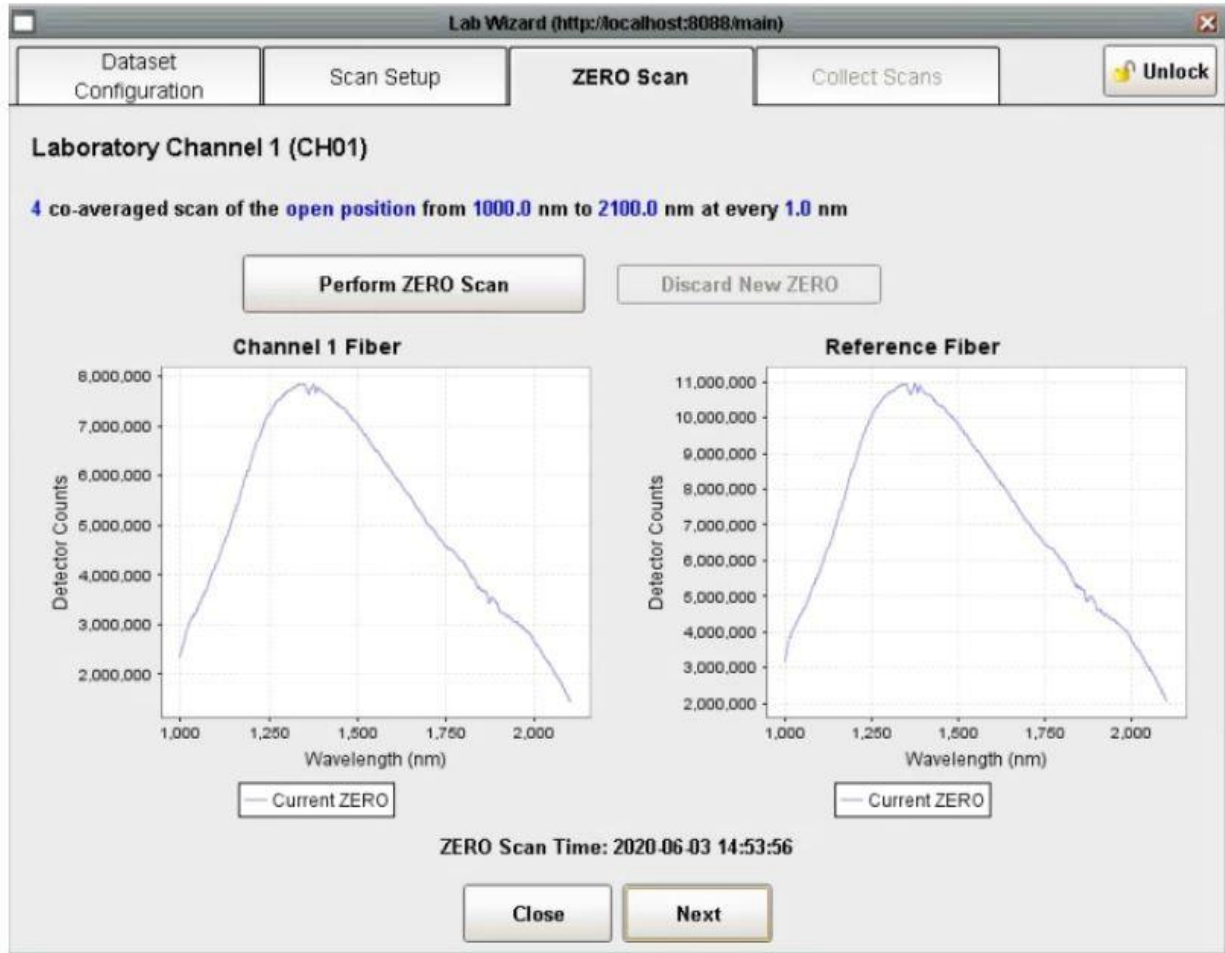 Lab Wizard (http://localhost:8088/main)
Dataset
Configuration
Scan Setup
ZERO Scan
Collect Scans
Unlock
Laboratory Channel 1 (CH01)
4 co-averaged scan of the open position from 1000.0 nm to 2100.0 nm at every 1.0 nm
Perform ZERO Scan
Discard New ZERO
Channel 1 Fiber
8,000,000
7,000,000
6,000,000
5,000,000
4,000,000
3,000,000
2,000,000
Detector Counts
1,000 1,250 1,500 1,750 2,000
Wavelength (nm)
Current ZERO
Reference Fiber
11,000,000
10,000,000
9,000,000
8,000,000
7,000,000
6,000,000
5,000,000
4,000,000
3,000,000
2,000,000
Detector Counts
1,000 1,250 1,500 1,750 2,000
Wavelength (nm)
Current ZERO
ZERO Scan Time: 2020-06-03 14:53:56
Close
Next